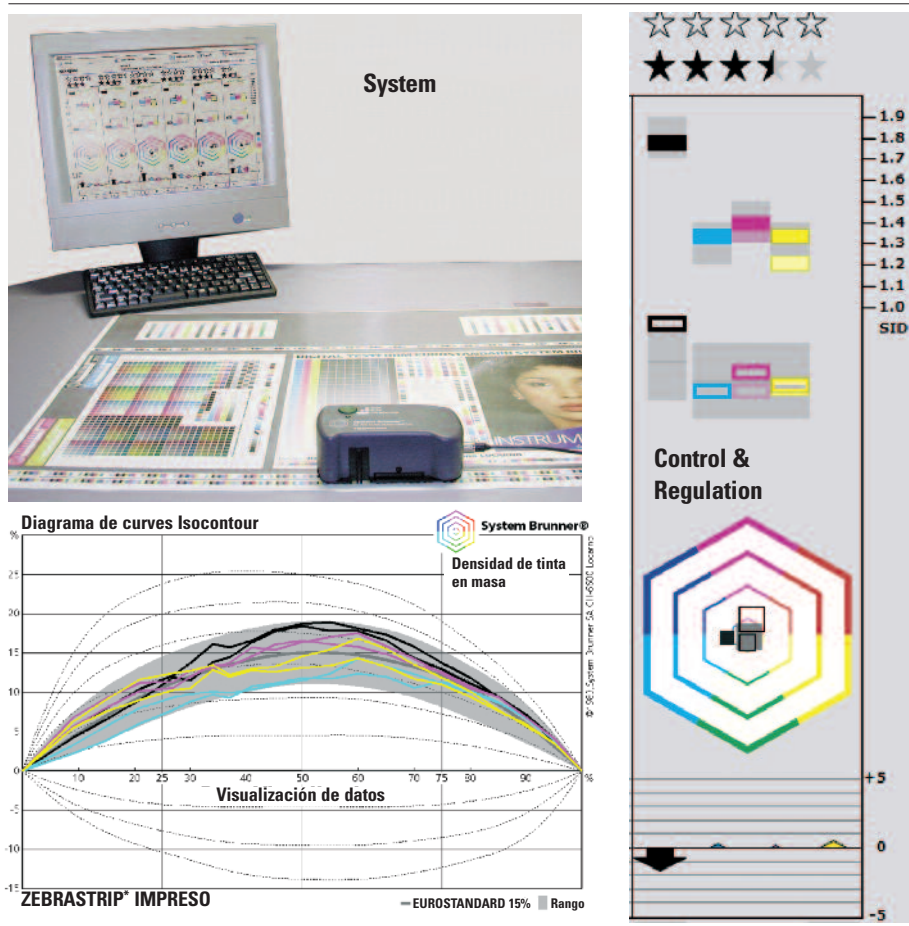 System
Diagrama de curves Isocontour
System Brunner®
Densidad de tinta
en masa
%
25
20
15
10
5
0
-5
-10
-15
10
20
25
30
40
50
60
70
75
80
90
%
Visualización de datos
ZEBRASTRIP* IMPRESO
EUROSTANDARD 15%
Rango
1.9
1.8
1.7
1.6
1.5
1.4
1.3
1.2
1.1
1.0
SID
Control &
Regulation
+5
0
-5